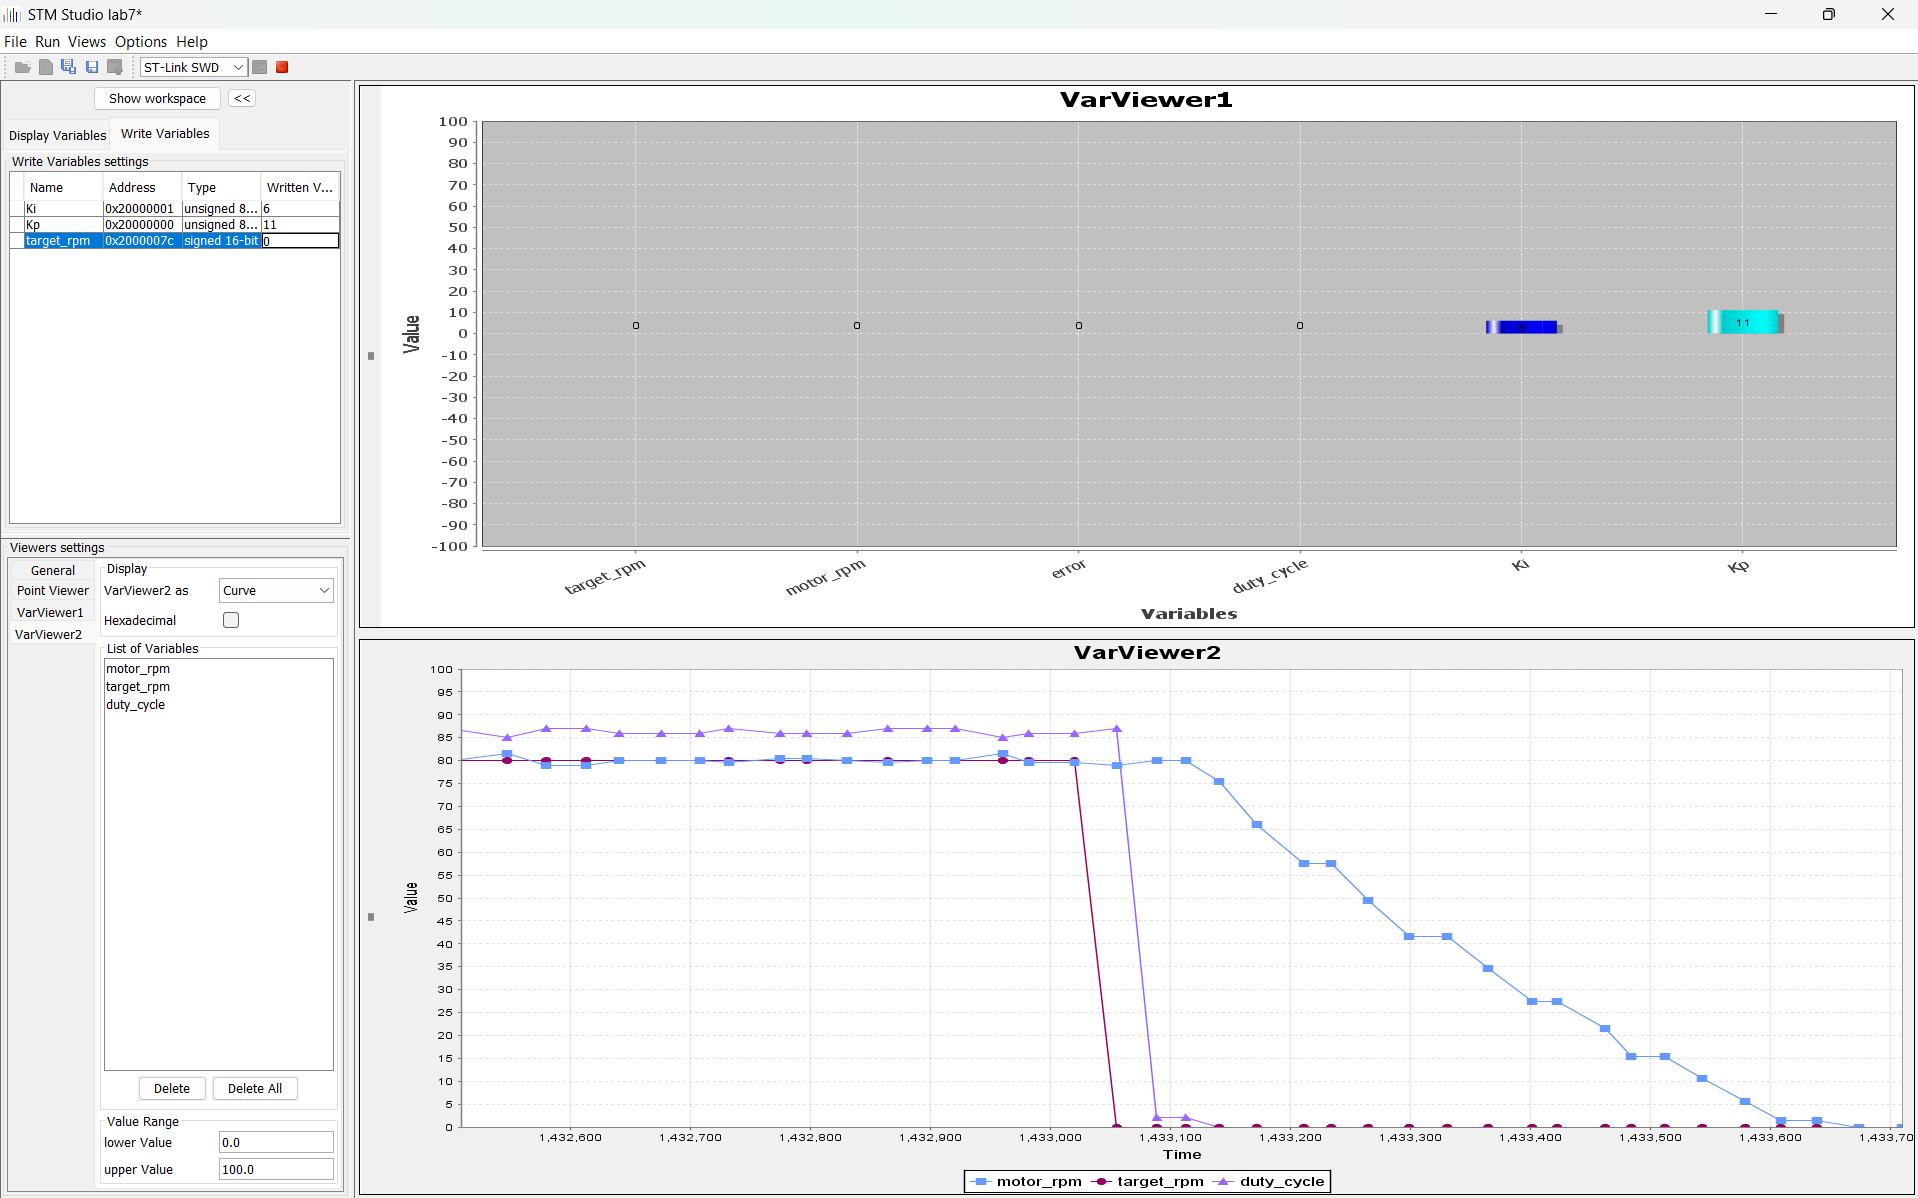 STM Studio lab7*
File Run Views Options Help
ST-Link SWD
Show workspace <<
Display Variables Write Variables
Write Variables settings
Name Address Type Written V...
Ki 0x20000001 unsigned 8... 6
Kp 0x20000000 unsigned 8... 11
target_rpm 0x2000007c signed 16-bit 0
Viewers settings
General
Point Viewer
VarViewer1
VarViewer2
Display
VarViewer2 as Curve
Hexadecimal
List of Variables
motor_rpm
target_rpm
duty_cycle
Delete Delete All
Value Range
lower Value 0.0
upper Value 100.0
VarViewer1
Value
100
90
80
70
60
50
40
30
20
10
0
-10
-20
-30
-40
-50
-60
-70
-80
-90
-100
0 0 0 0 6 11
target_rpm motor_rpm error duty_cycle Ki Kp
Variables
VarViewer2
Value
100
95
90
85
80
75
70
65
60
55
50
45
40
35
30
25
20
15
10
5
0
1,432,600 1,432,700 1,432,800 1,432,900 1,433,000 1,433,100 1,433,200 1,433,300 1,433,400 1,433,500 1,433,600 1,433,70
Time
motor_rpm target_rpm duty_cycle